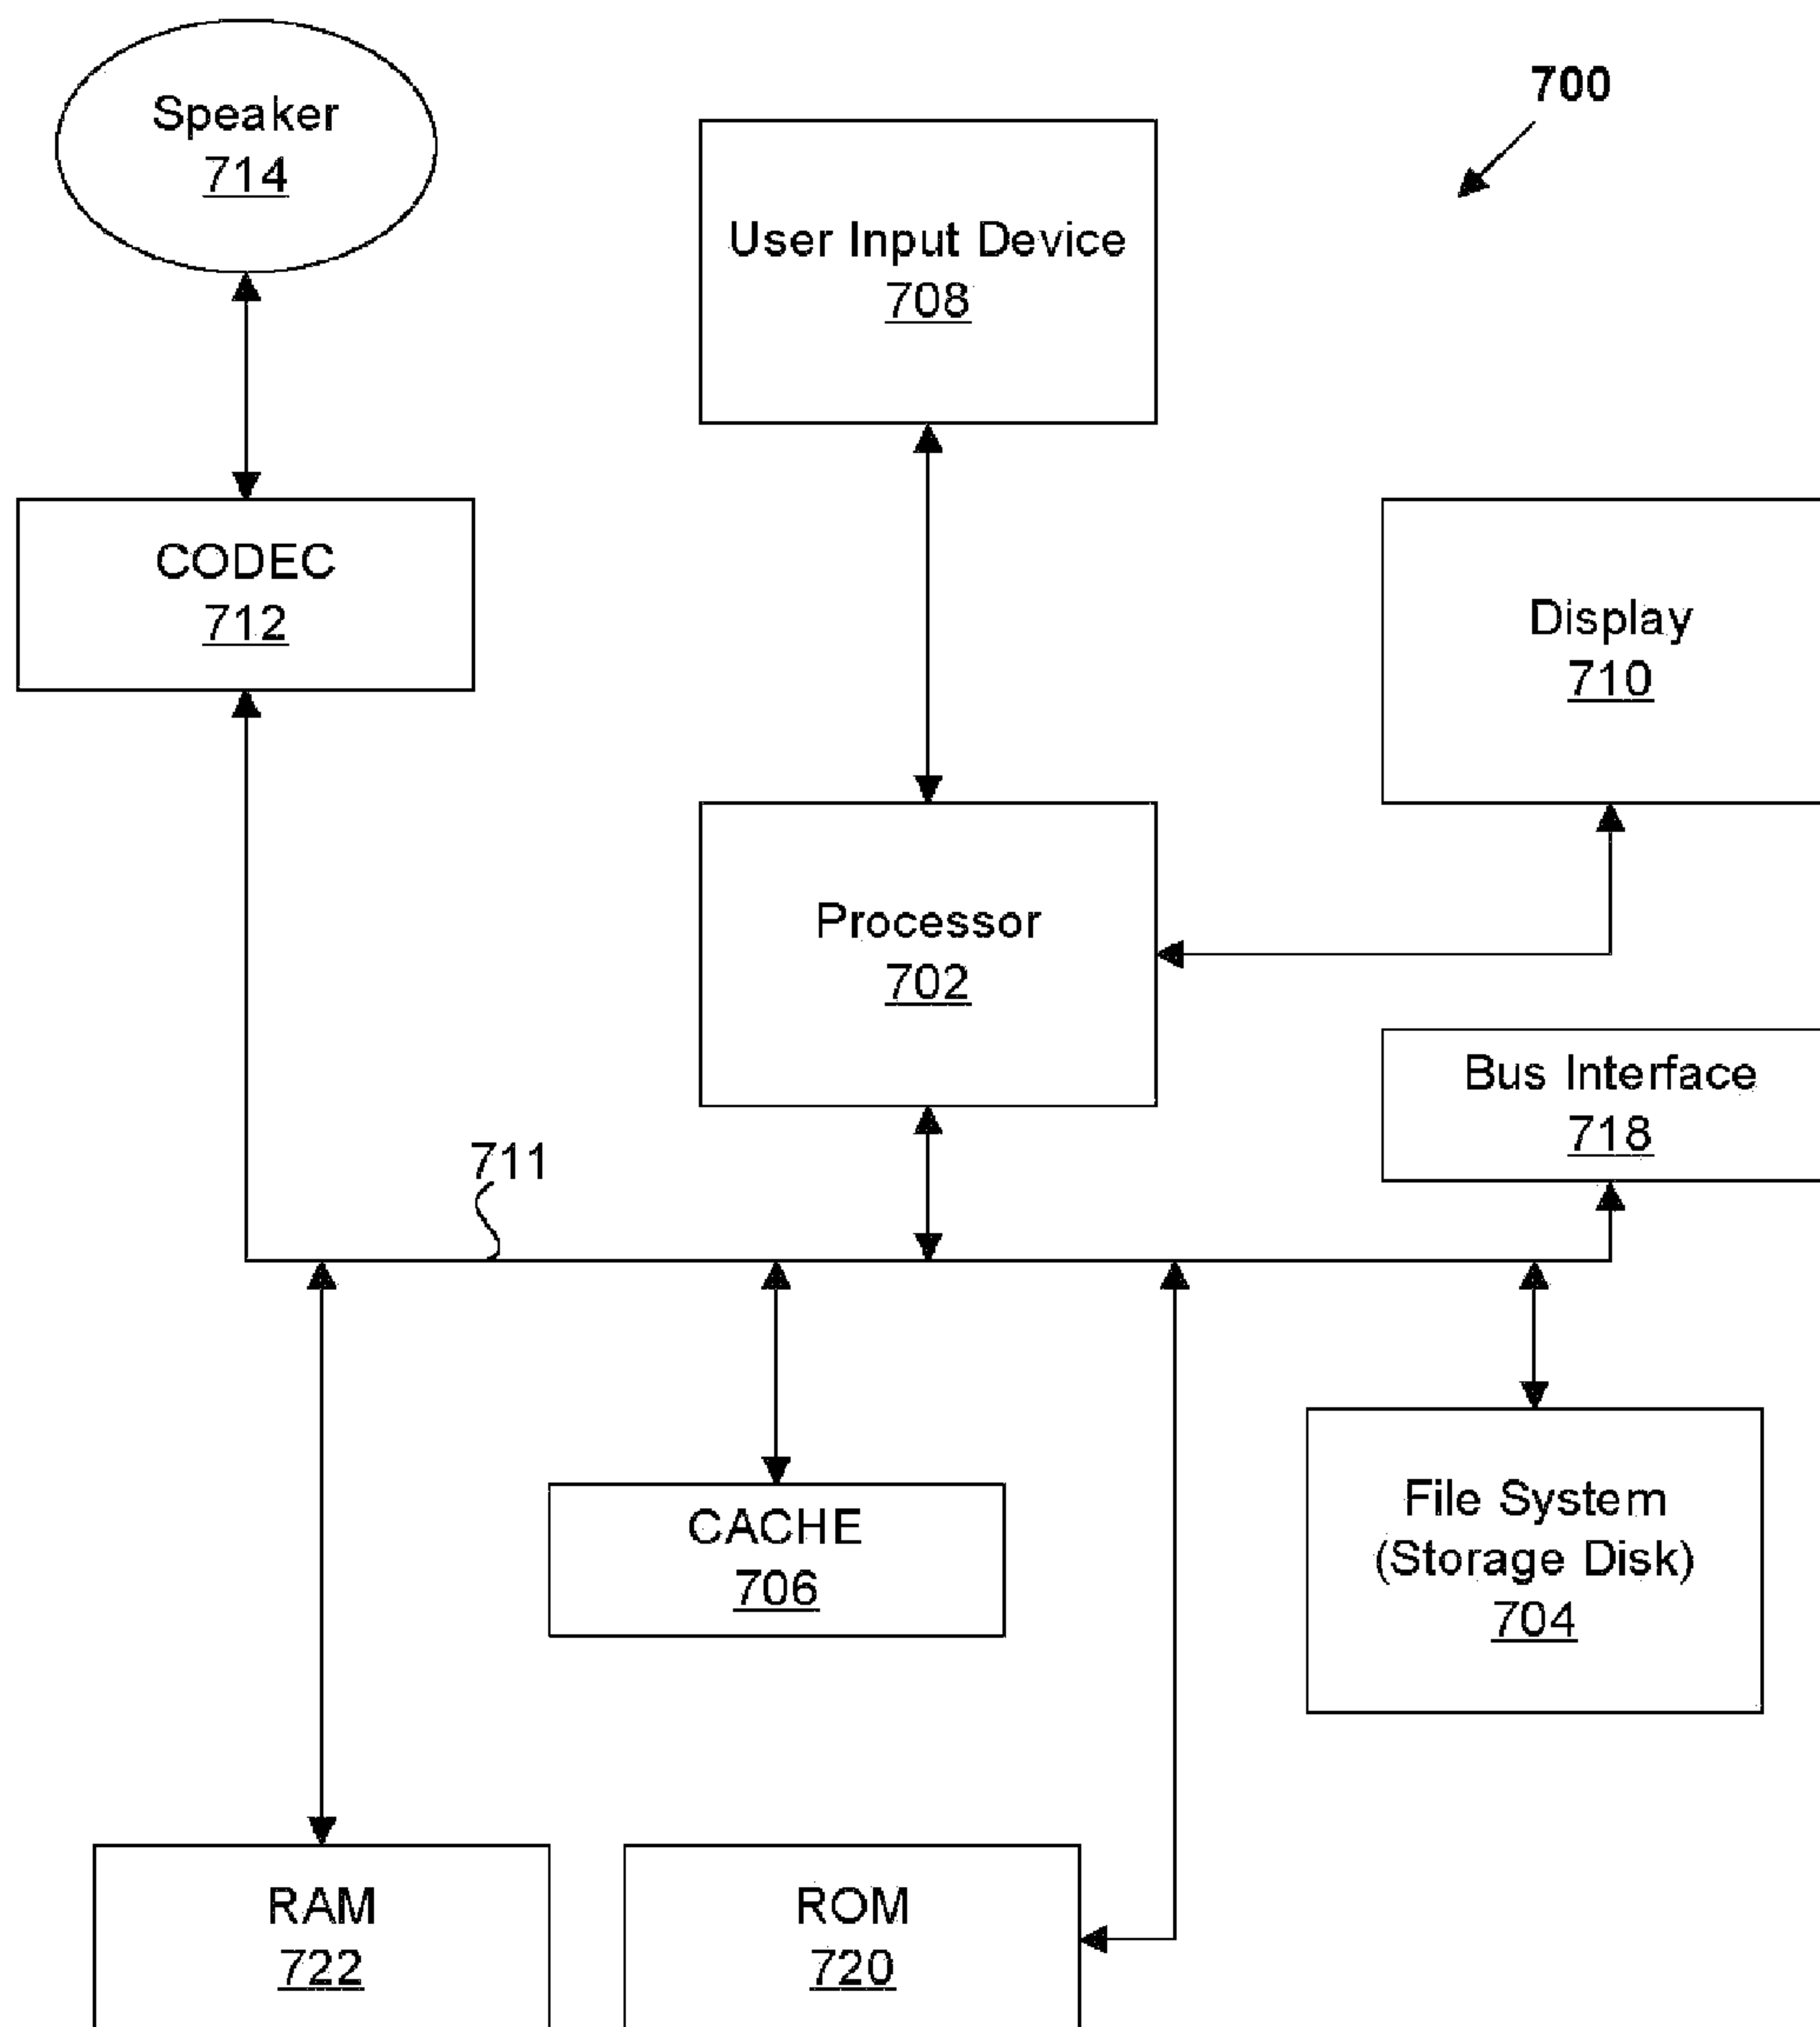 Speaker
714
700
User Input Device
708
CODEC
712
Display
710
Processor
702
Bus Interface
718
711
CACHE
706
File System
(Storage Disk)
704
RAM
722
ROM
720